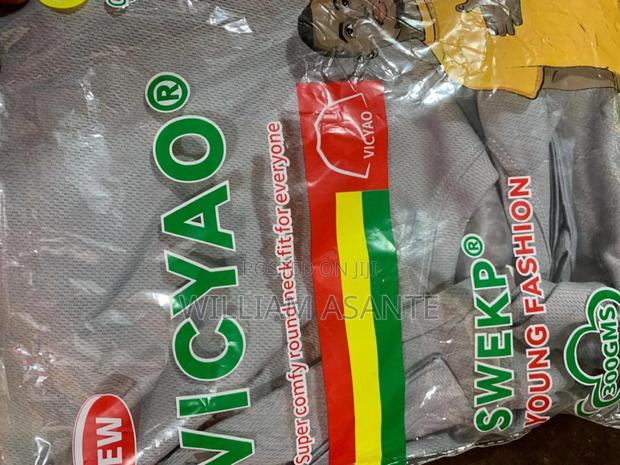 NEW
VICYAO®
Super comfy round neck fit for everyone
VICYAO
SWEKP®
YOUNG FASHION
300GMS
POSTED ON JIJI
WILLIAM ASANTE